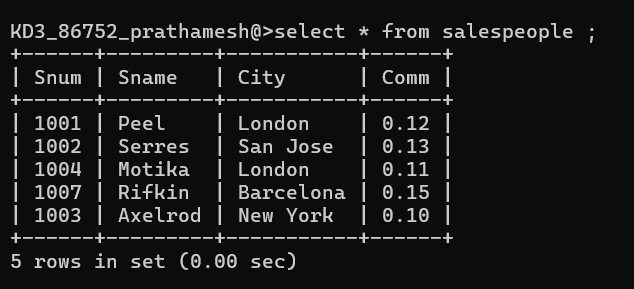 KD3_86752_prathamesh@>select * from salespeople ;
+------+---------+-----------+------+
| Snum | Sname   | City      | Comm |
+------+---------+-----------+------+
| 1001 | Peel    | London    | 0.12 |
| 1002 | Serres  | San Jose  | 0.13 |
| 1004 | Motika  | London    | 0.11 |
| 1007 | Rifkin  | Barcelona | 0.15 |
| 1003 | Axelrod | New York  | 0.10 |
+------+---------+-----------+------+
5 rows in set (0.00 sec)